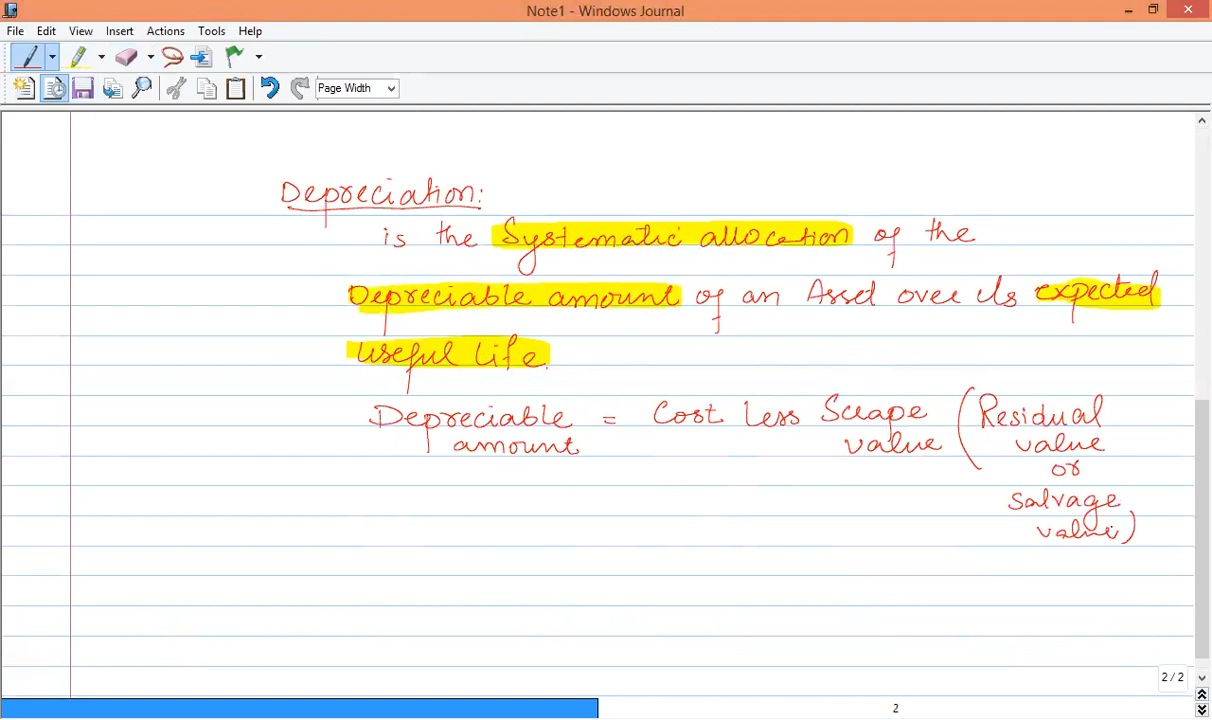 Note1 - Windows Journal
File Edit View Insert Actions Tools Help
Page Width
Depreciation:
is the Systematic allocation of the
Depreciable amount of an Asset over its expected
useful life.
Depreciable = Cost less Scrape (Residual
amount value value
or
Salvage
value)
2 / 2
2